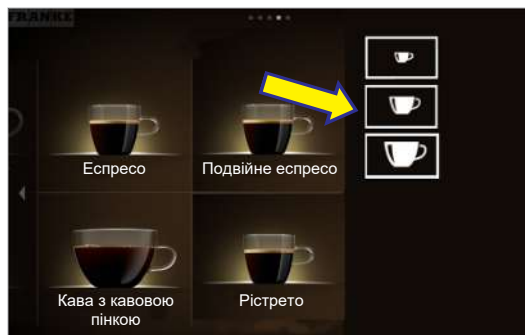 FRANKE
Еспресо
Подвійне еспресо
Кава з кавовою
пінкою
Рістрето